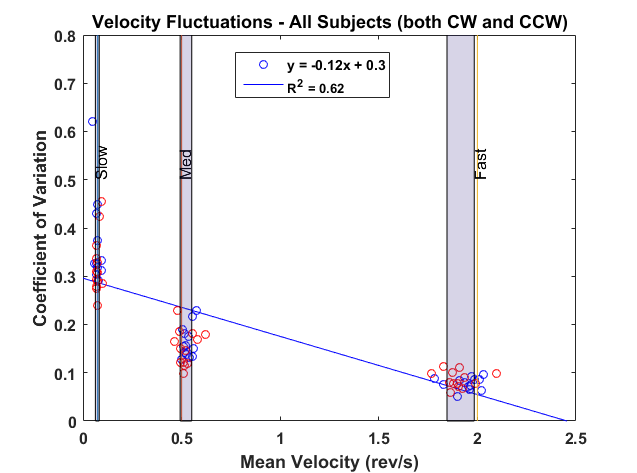 Velocity Fluctuations - All Subjects (both CW and CCW)
y = -0.12x + 0.3
R² = 0.62
Coefficient of Variation
0.8
0.7
0.6
0.5
0.4
0.3
0.2
0.1
0
Slow
Med
Fast
0
0.5
1
1.5
2
2.5
Mean Velocity (rev/s)